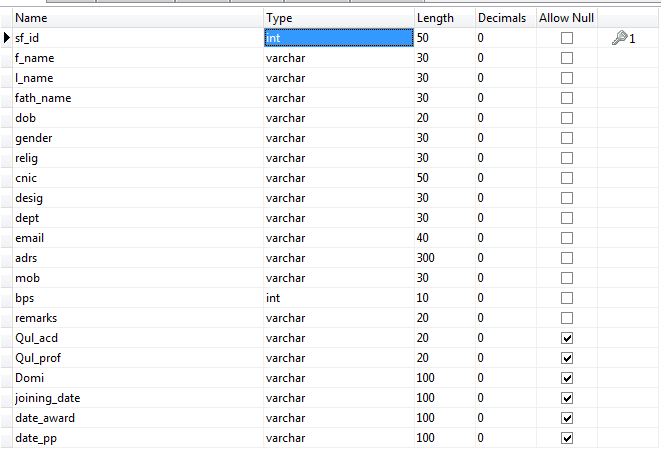 Name Type Length Decimals Allow Null
sf_id int 50 0 1
f_name varchar 30 0
l_name varchar 30 0
fath_name varchar 30 0
dob varchar 20 0
gender varchar 30 0
relig varchar 30 0
cnic varchar 50 0
desig varchar 30 0
dept varchar 30 0
email varchar 40 0
adrs varchar 300 0
mob varchar 30 0
bps int 10 0
remarks varchar 20 0
Qul_acd varchar 20 0
Qul_prof varchar 20 0
Domi varchar 100 0
joining_date varchar 100 0
date_award varchar 100 0
date_pp varchar 100 0